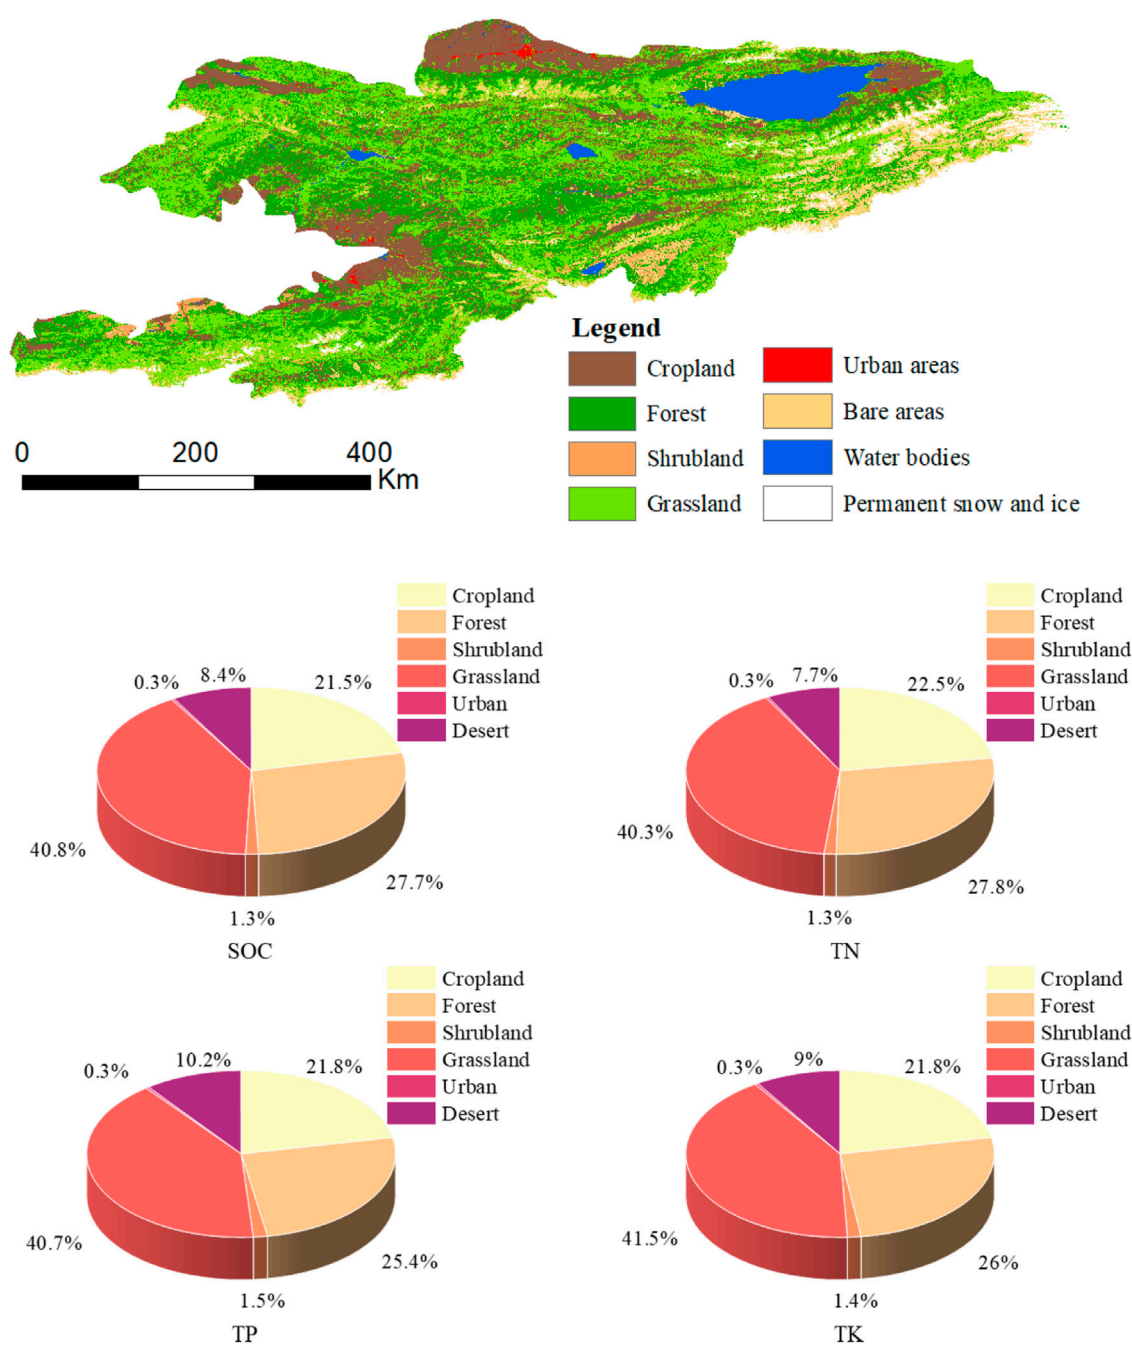 Legend
Cropland
Urban areas
Forest
Bare areas
Shrubland
Water bodies
Grassland
Permanent snow and ice
0 200 400
Km
Cropland
Forest
Shrubland
Grassland
Urban
Desert
0.3%
8.4%
21.5%
40.8%
27.7%
1.3%
SOC
Cropland
Forest
Shrubland
Grassland
Urban
Desert
0.3%
7.7%
22.5%
40.3%
27.8%
1.3%
TN
Cropland
Forest
Shrubland
Grassland
Urban
Desert
0.3%
10.2%
21.8%
40.7%
25.4%
1.5%
TP
Cropland
Forest
Shrubland
Grassland
Urban
Desert
0.3%
9%
21.8%
41.5%
26%
1.4%
TK